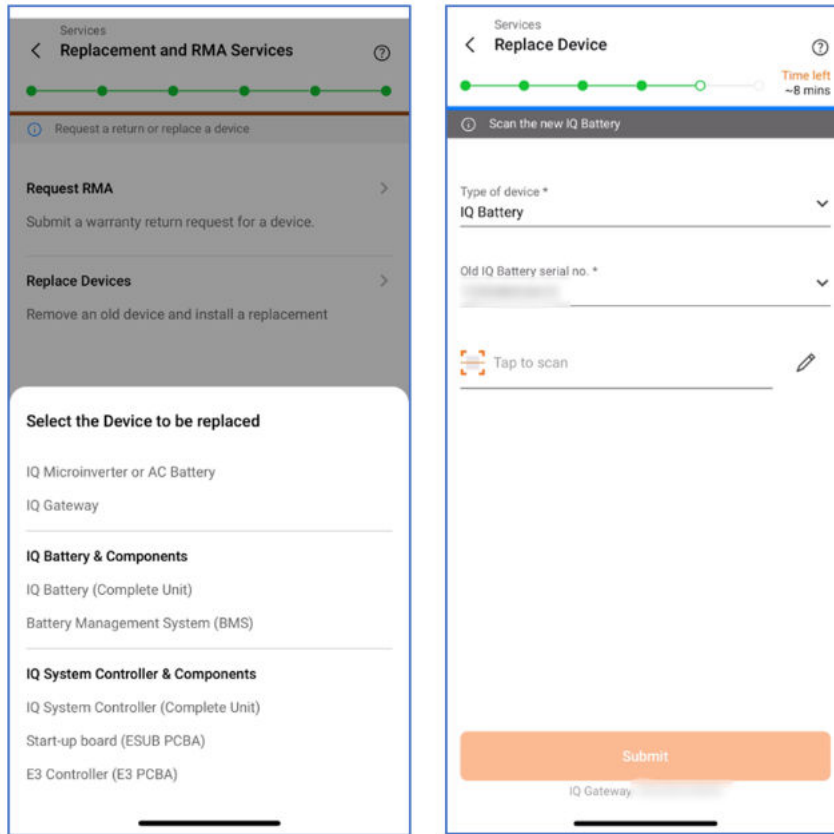 Services
Replacement and RMA Services
Request a return or replace a device
Request RMA
Submit a warranty return request for a device.
Replace Devices
Remove an old device and install a replacement
Select the Device to be replaced
IQ Microinverter or AC Battery
IQ Gateway
IQ Battery & Components
IQ Battery (Complete Unit)
Battery Management System (BMS)
IQ System Controller & Components
IQ System Controller (Complete Unit)
Start-up board (ESUB PCBA)
E3 Controller (E3 PCBA)
Services
Replace Device
Time left
~8 mins
Scan the new IQ Battery
Type of device *
IQ Battery
Old IQ Battery serial no. *
Tap to scan
Submit
IQ Gateway